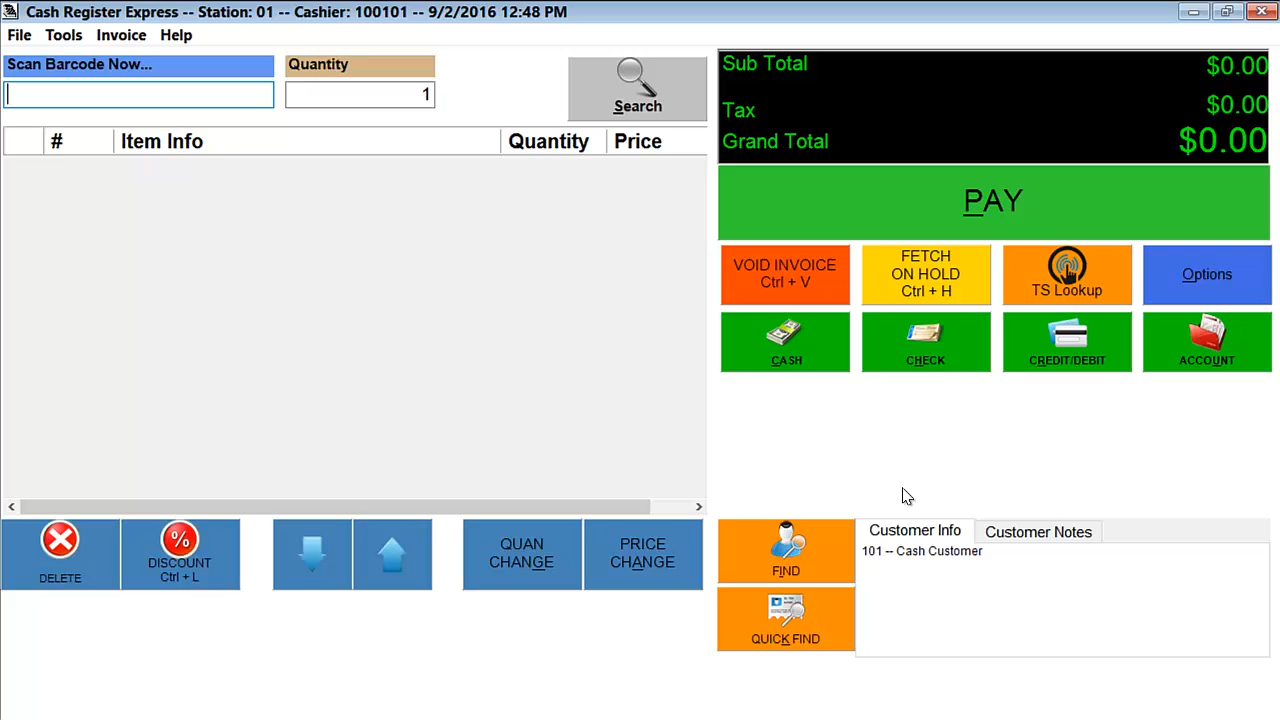 Cash Register Express -- Station: 01 -- Cashier: 100101 -- 9/2/2016 12:48 PM
File Tools Invoice Help
Scan Barcode Now...
Quantity
1
Search
# Item Info Quantity Price
Sub Total $0.00
Tax $0.00
Grand Total $0.00
PAY
VOID INVOICE
Ctrl + V
FETCH
ON HOLD
Ctrl + H
TS Lookup
Options
CASH
CHECK
CREDIT/DEBIT
ACCOUNT
DELETE
%
DISCOUNT
Ctrl + L
QUAN
CHANGE
PRICE
CHANGE
FIND
QUICK FIND
Customer Info
Customer Notes
101 -- Cash Customer